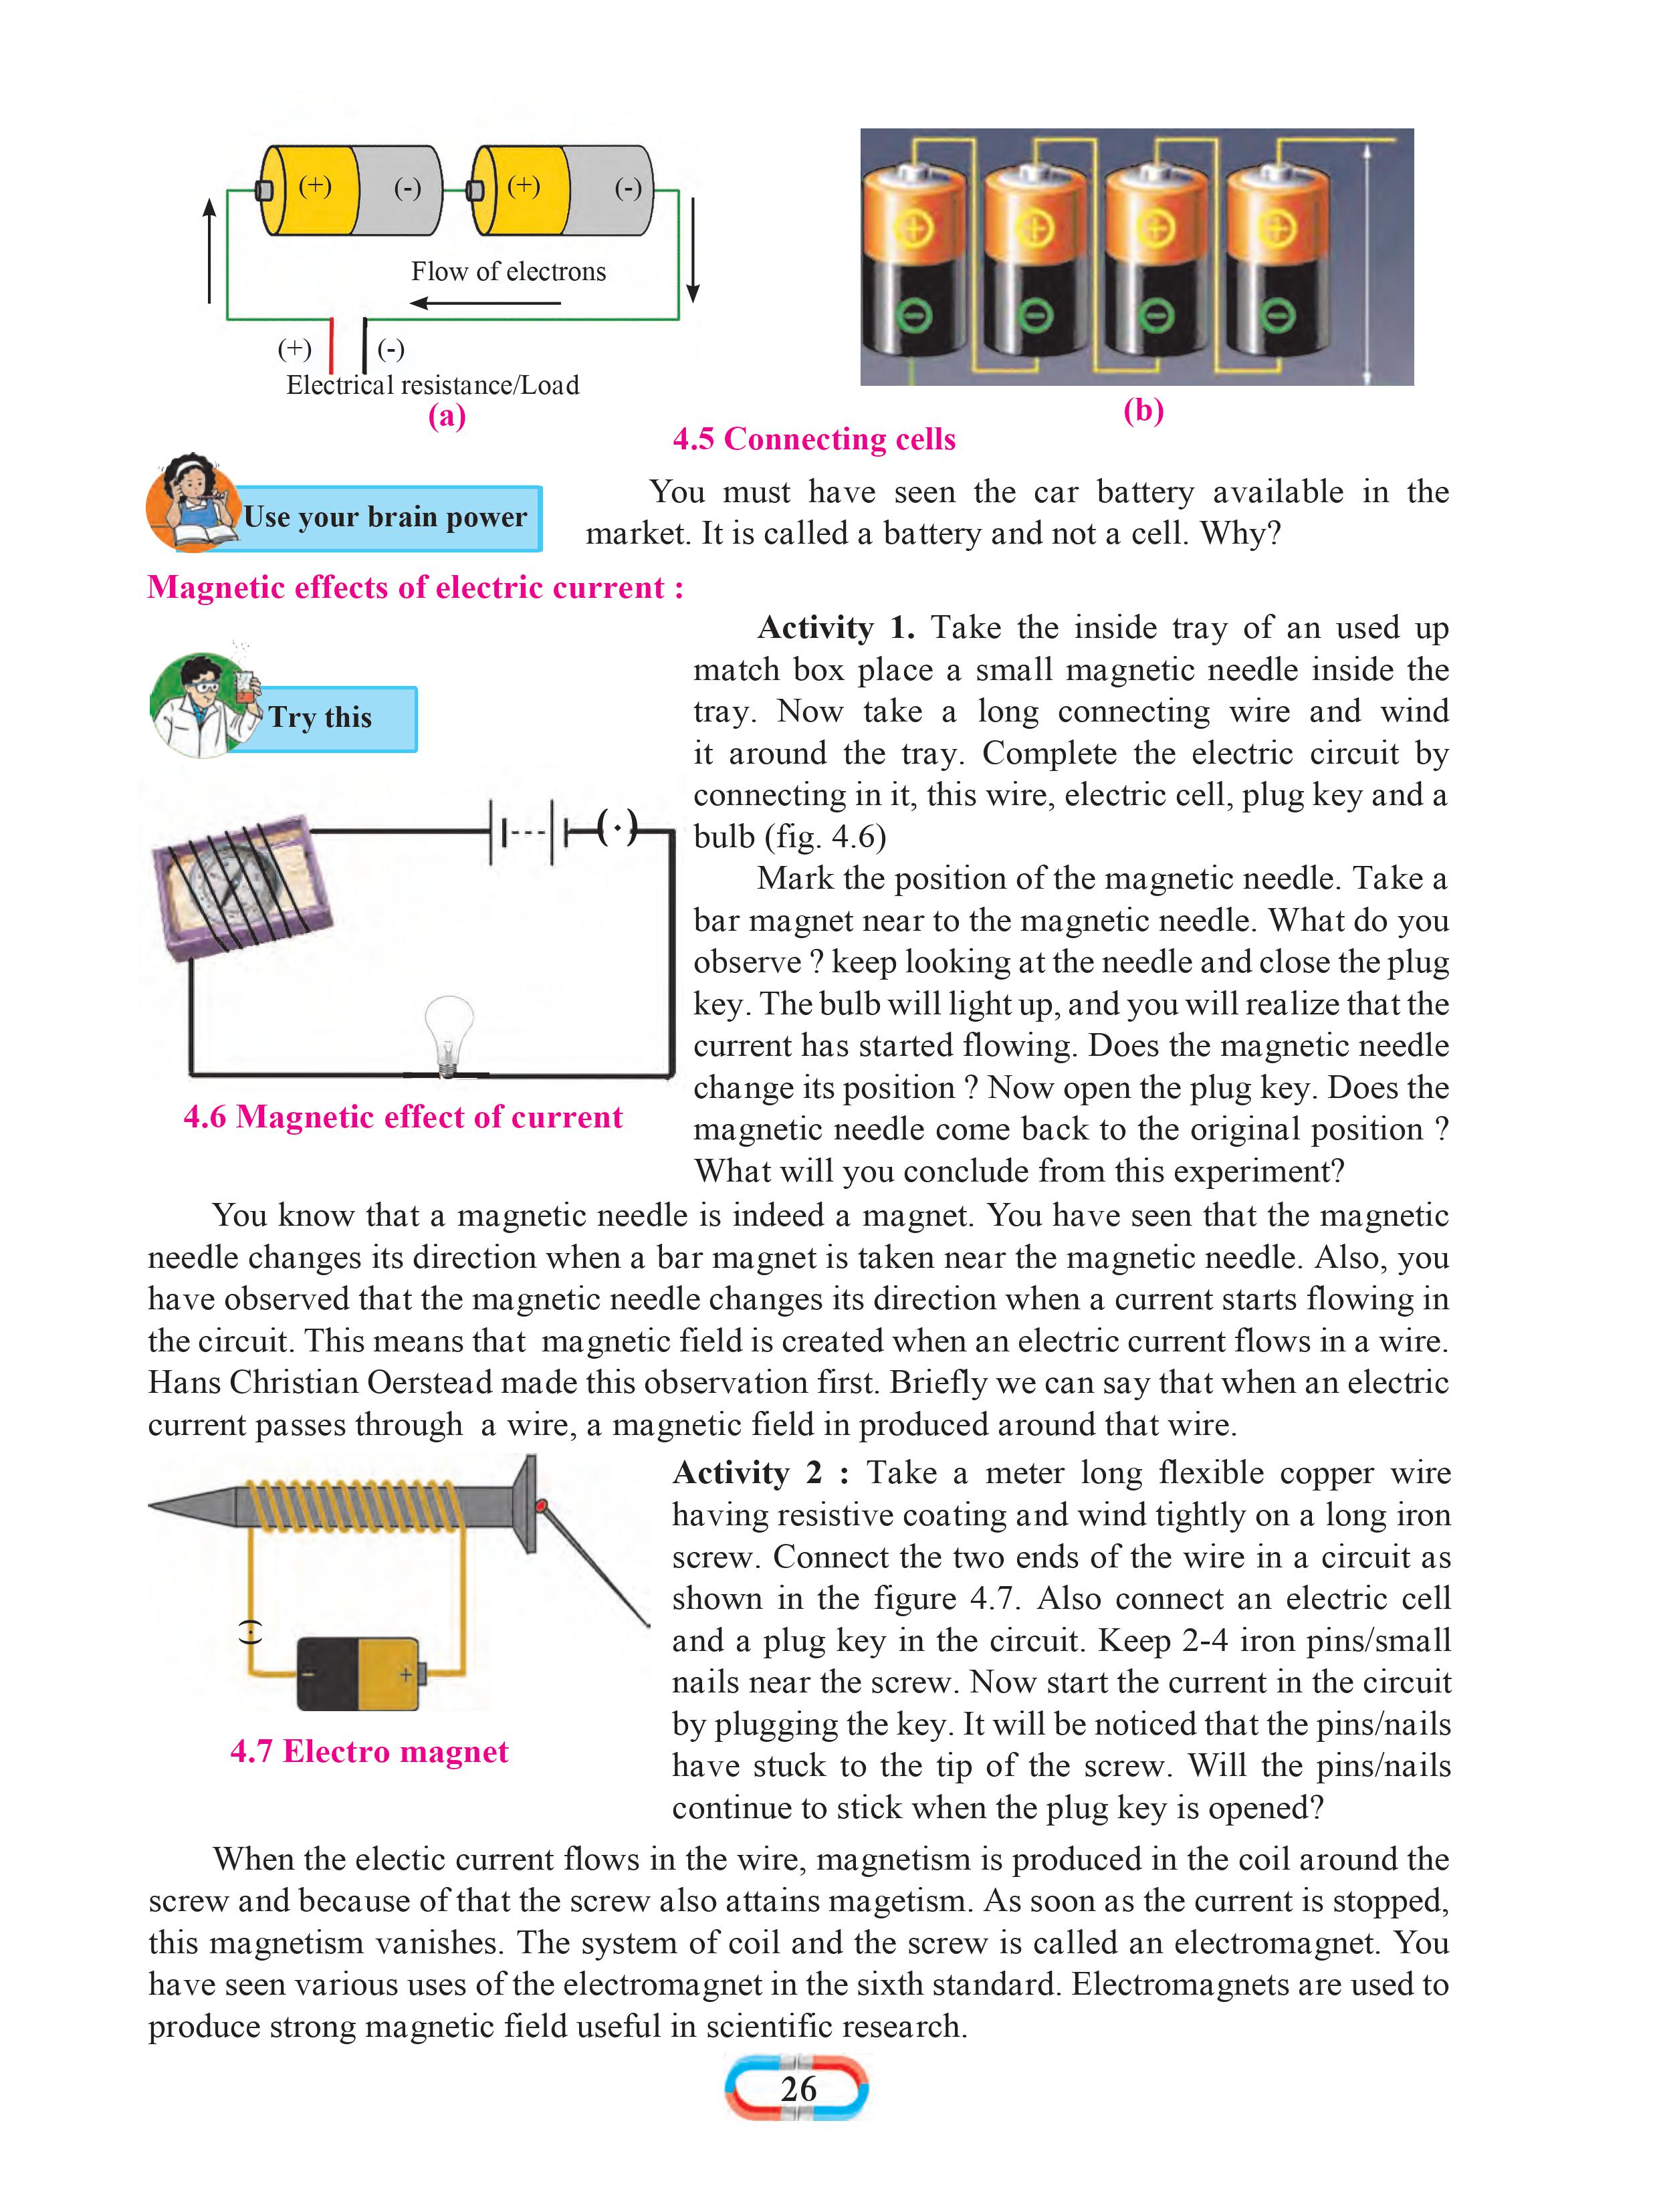 (+) (-) (+) (-)
Flow of electrons
(+) (-)
Electrical resistance/Load
(a)
(b)
4.5 Connecting cells
Use your brain power
You must have seen the car battery available in the
market. It is called a battery and not a cell. Why?
Magnetic effects of electric current :
Try this
Activity 1. Take the inside tray of an used up
match box place a small magnetic needle inside the
tray. Now take a long connecting wire and wind
it around the tray. Complete the electric circuit by
connecting in it, this wire, electric cell, plug key and a
bulb (fig. 4.6)
Mark the position of the magnetic needle. Take a
bar magnet near to the magnetic needle. What do you
observe ? keep looking at the needle and close the plug
key. The bulb will light up, and you will realize that the
current has started flowing. Does the magnetic needle
change its position ? Now open the plug key. Does the
magnetic needle come back to the original position ?
What will you conclude from this experiment?
4.6 Magnetic effect of current
You know that a magnetic needle is indeed a magnet. You have seen that the magnetic
needle changes its direction when a bar magnet is taken near the magnetic needle. Also, you
have observed that the magnetic needle changes its direction when a current starts flowing in
the circuit. This means that magnetic field is created when an electric current flows in a wire.
Hans Christian Oerstead made this observation first. Briefly we can say that when an electric
current passes through a wire, a magnetic field in produced around that wire.
Activity 2 : Take a meter long flexible copper wire
having resistive coating and wind tightly on a long iron
screw. Connect the two ends of the wire in a circuit as
shown in the figure 4.7. Also connect an electric cell
and a plug key in the circuit. Keep 2-4 iron pins/small
nails near the screw. Now start the current in the circuit
by plugging the key. It will be noticed that the pins/nails
have stuck to the tip of the screw. Will the pins/nails
continue to stick when the plug key is opened?
- +
4.7 Electro magnet
When the electic current flows in the wire, magnetism is produced in the coil around the
screw and because of that the screw also attains magetism. As soon as the current is stopped,
this magnetism vanishes. The system of coil and the screw is called an electromagnet. You
have seen various uses of the electromagnet in the sixth standard. Electromagnets are used to
produce strong magnetic field useful in scientific research.
26